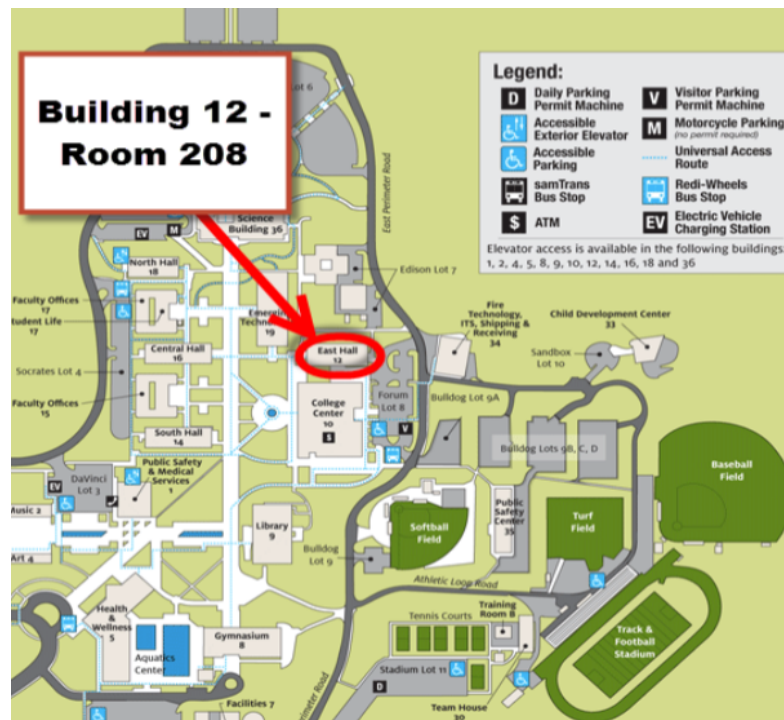 Building 12 -
Room 208
Legend:
D
Daily Parking
Permit Machine
Accessible
Exterior Elevator
Accessible
Parking
samTrans
Bus Stop
$
ATM
V
Visitor Parking
Permit Machine
M
Motorcycle Parking
(no permit required)
Universal Access
Route
Redi-Wheels
Bus Stop
EV
Electric Vehicle
Charging Station
Elevator access is available in the following buildings:
1, 2, 4, 5, 8, 9, 10, 12, 14, 16, 18 and 36
Lot 6
East Perimeter Road
Science
Building 36
EV
M
North Hall
18
Edison Lot 7
Faculty Offices
17
Student Life
17
Technology
19
Fire
Technology,
ITS, Shipping &
Receiving
34
Child Development Center
33
Central Hall
16
East Hall
12
Sandbox
Lot 10
Socrates Lot 4
Forum
Lot 8
Bulldog Lot 9A
Faculty Offices
15
College
Center
10
$
V
South Hall
14
Bulldog Lots 9B, C, D
Public Safety
& Medical
Services
1
DaVinci
Lot 3
EV
Baseball
Field
Music 2
Library
9
Public
Safety
Center
35
Softball
Field
Turf
Field
Art 4
Bulldog
Lot 9
Athletic Loop Road
Health
&
Wellness
5
Training
Room B
Tennis Courts
Gymnasium
8
Track &
Football
Stadium
Aquatics
Center
Stadium Lot 11
D
Facilities 7
Perimeter Road
Team House
30